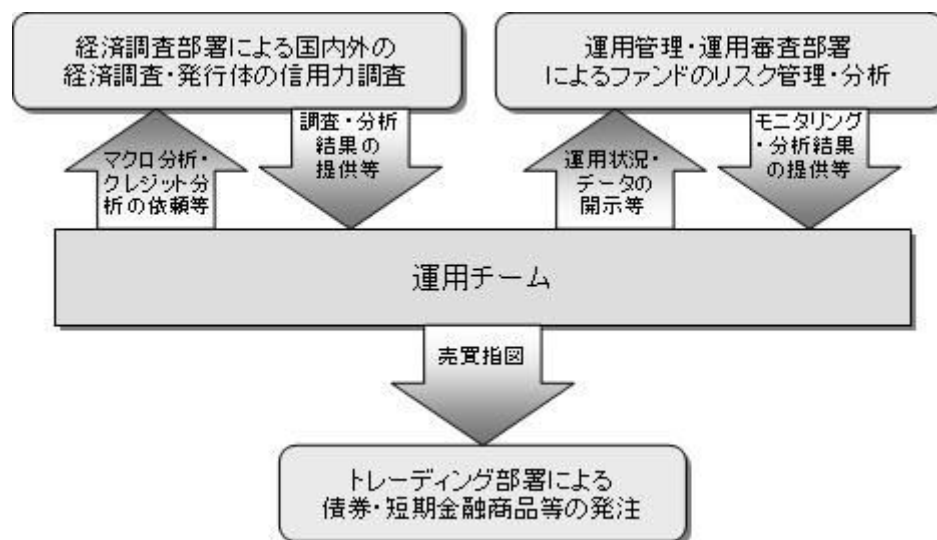 経済調査部署による国内外の
経済調査・発行体の信用力調査
運用管理・運用審査部署
によるファンドのリスク管理・分析
マクロ分析・
クレジット分
析の依頼等
調査・分析
結果の
提供等
運用状況・
データの
開示等
モニタリング
・分析結果
の提供等
運用チーム
売買指図
トレーディング部署による
債券・短期金融商品等の発注